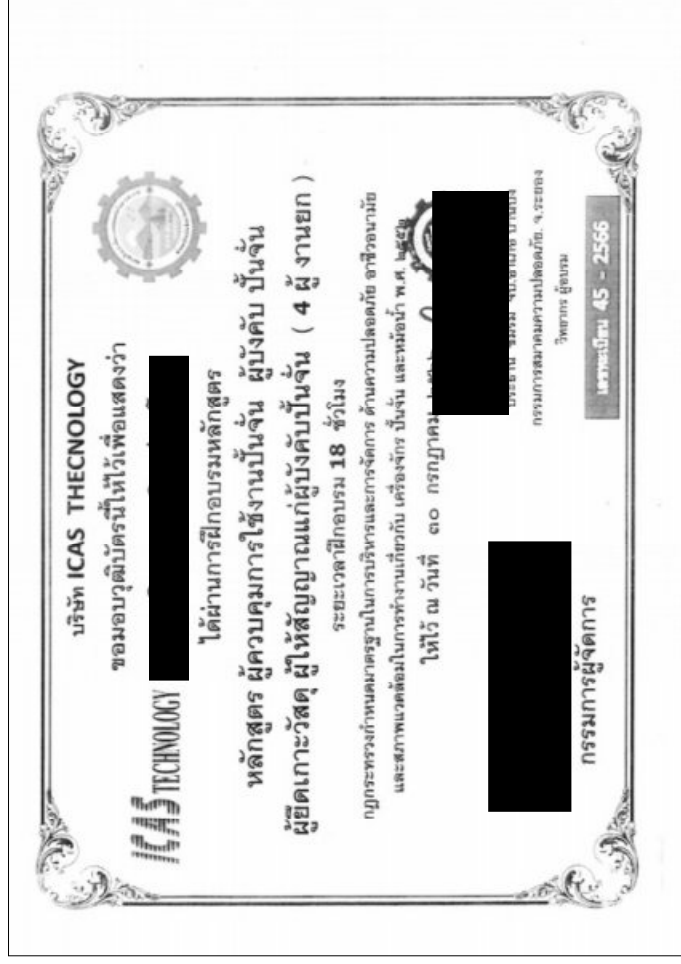 บริษัท ICAS THECNOLOGY
ICAS TECHNOLOGY
ขอมอบวุฒิบัตรนี้ให้ไว้เพื่อแสดงว่า
ได้ผ่านการฝึกอบรมหลักสูตร
หลักสูตร ผู้ควบคุมการใช้งานปั้นจั่น ผู้บังคับ ปั้นจั่น
ผู้ยึดเกาะวัสดุ ผู้ให้สัญญาณแก่ผู้บังคับปั้นจั่น ( 4 ผู้ งานยก )
ระยะเวลาฝึกอบรม 18 ชั่วโมง
กฎกระทรวงกำหนดมาตรฐานในการบริหารและการจัดการ ด้านความปลอดภัย อาชีวอนามัย
และสภาพแวดล้อมในการทำงานเกี่ยวกับ เครื่องจักร ปั้นจั่น และหม้อน้ำ พ.ศ.
ให้ไว้ ณ วันที่ ๓๐ กรกฎาคม
กรรมการสมาคมความปลอดภัย. จ.ระยอง
วิทยากร ผู้อบรม
กรรมการผู้จัดการ
เลขทะเบียน 45 - 2566